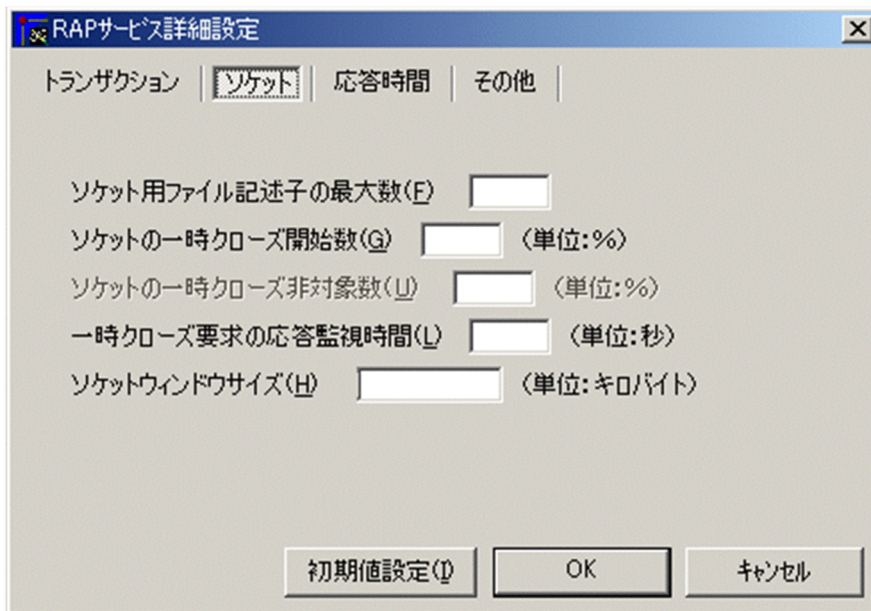 RAPサービス詳細設定
トランザクション ソケット 応答時間 その他
ソケット用ファイル記述子の最大数(F)
ソケットの一時クローズ開始数(G) (単位:%)
ソケットの一時クローズ非対象数(U) (単位:%)
一時クローズ要求の応答監視時間(L) (単位:秒)
ソケットウィンドウサイズ(H) (単位:キロバイト)
初期値設定(I) OK キャンセル